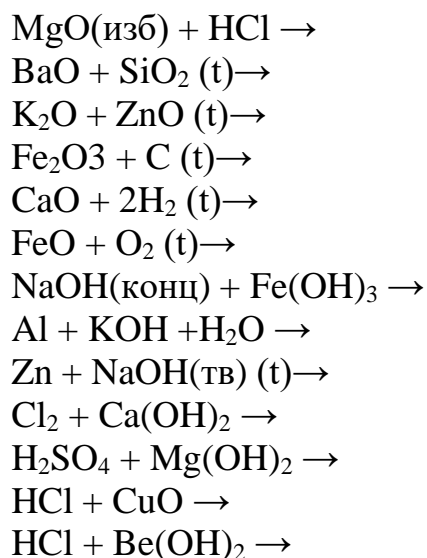 MgO(изб) + HCl →
BaO + SiO₂ (t)→
K₂O + ZnO (t)→
Fe₂O3 + C (t)→
CaO + 2H₂ (t)→
FeO + O₂ (t)→
NaOH(конц) + Fe(OH)₃ →
Al + KOH +H₂O →
Zn + NaOH(тв) (t)→
Cl₂ + Ca(OH)₂ →
H₂SO₄ + Mg(OH)₂ →
HCl + CuO →
HCl + Be(OH)₂ →